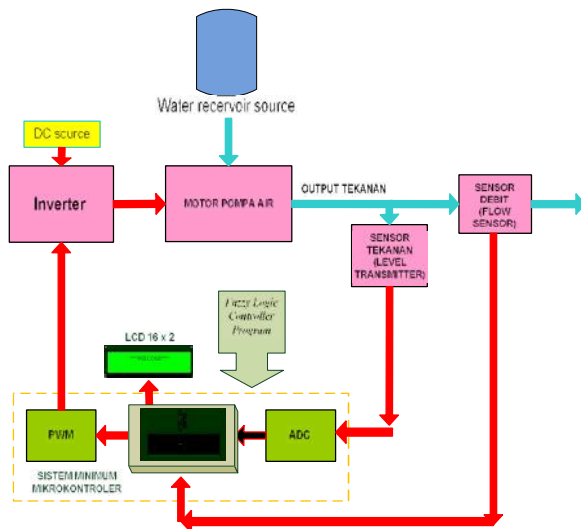 Water recervoir source
DC source
Inverter
MOTOR POMPA AIR
OUTPUT TEKANAN
SENSOR
DEBIT
(FLOW
SENSOR)
SENSOR
TEKANAN
(LEVEL
TRANSMITTER)
Fuzzy Logic
Controller
Program
LCD 16 x 2
PWM
ADC
SISTEM MINIMUM
MIKROKONTROLER